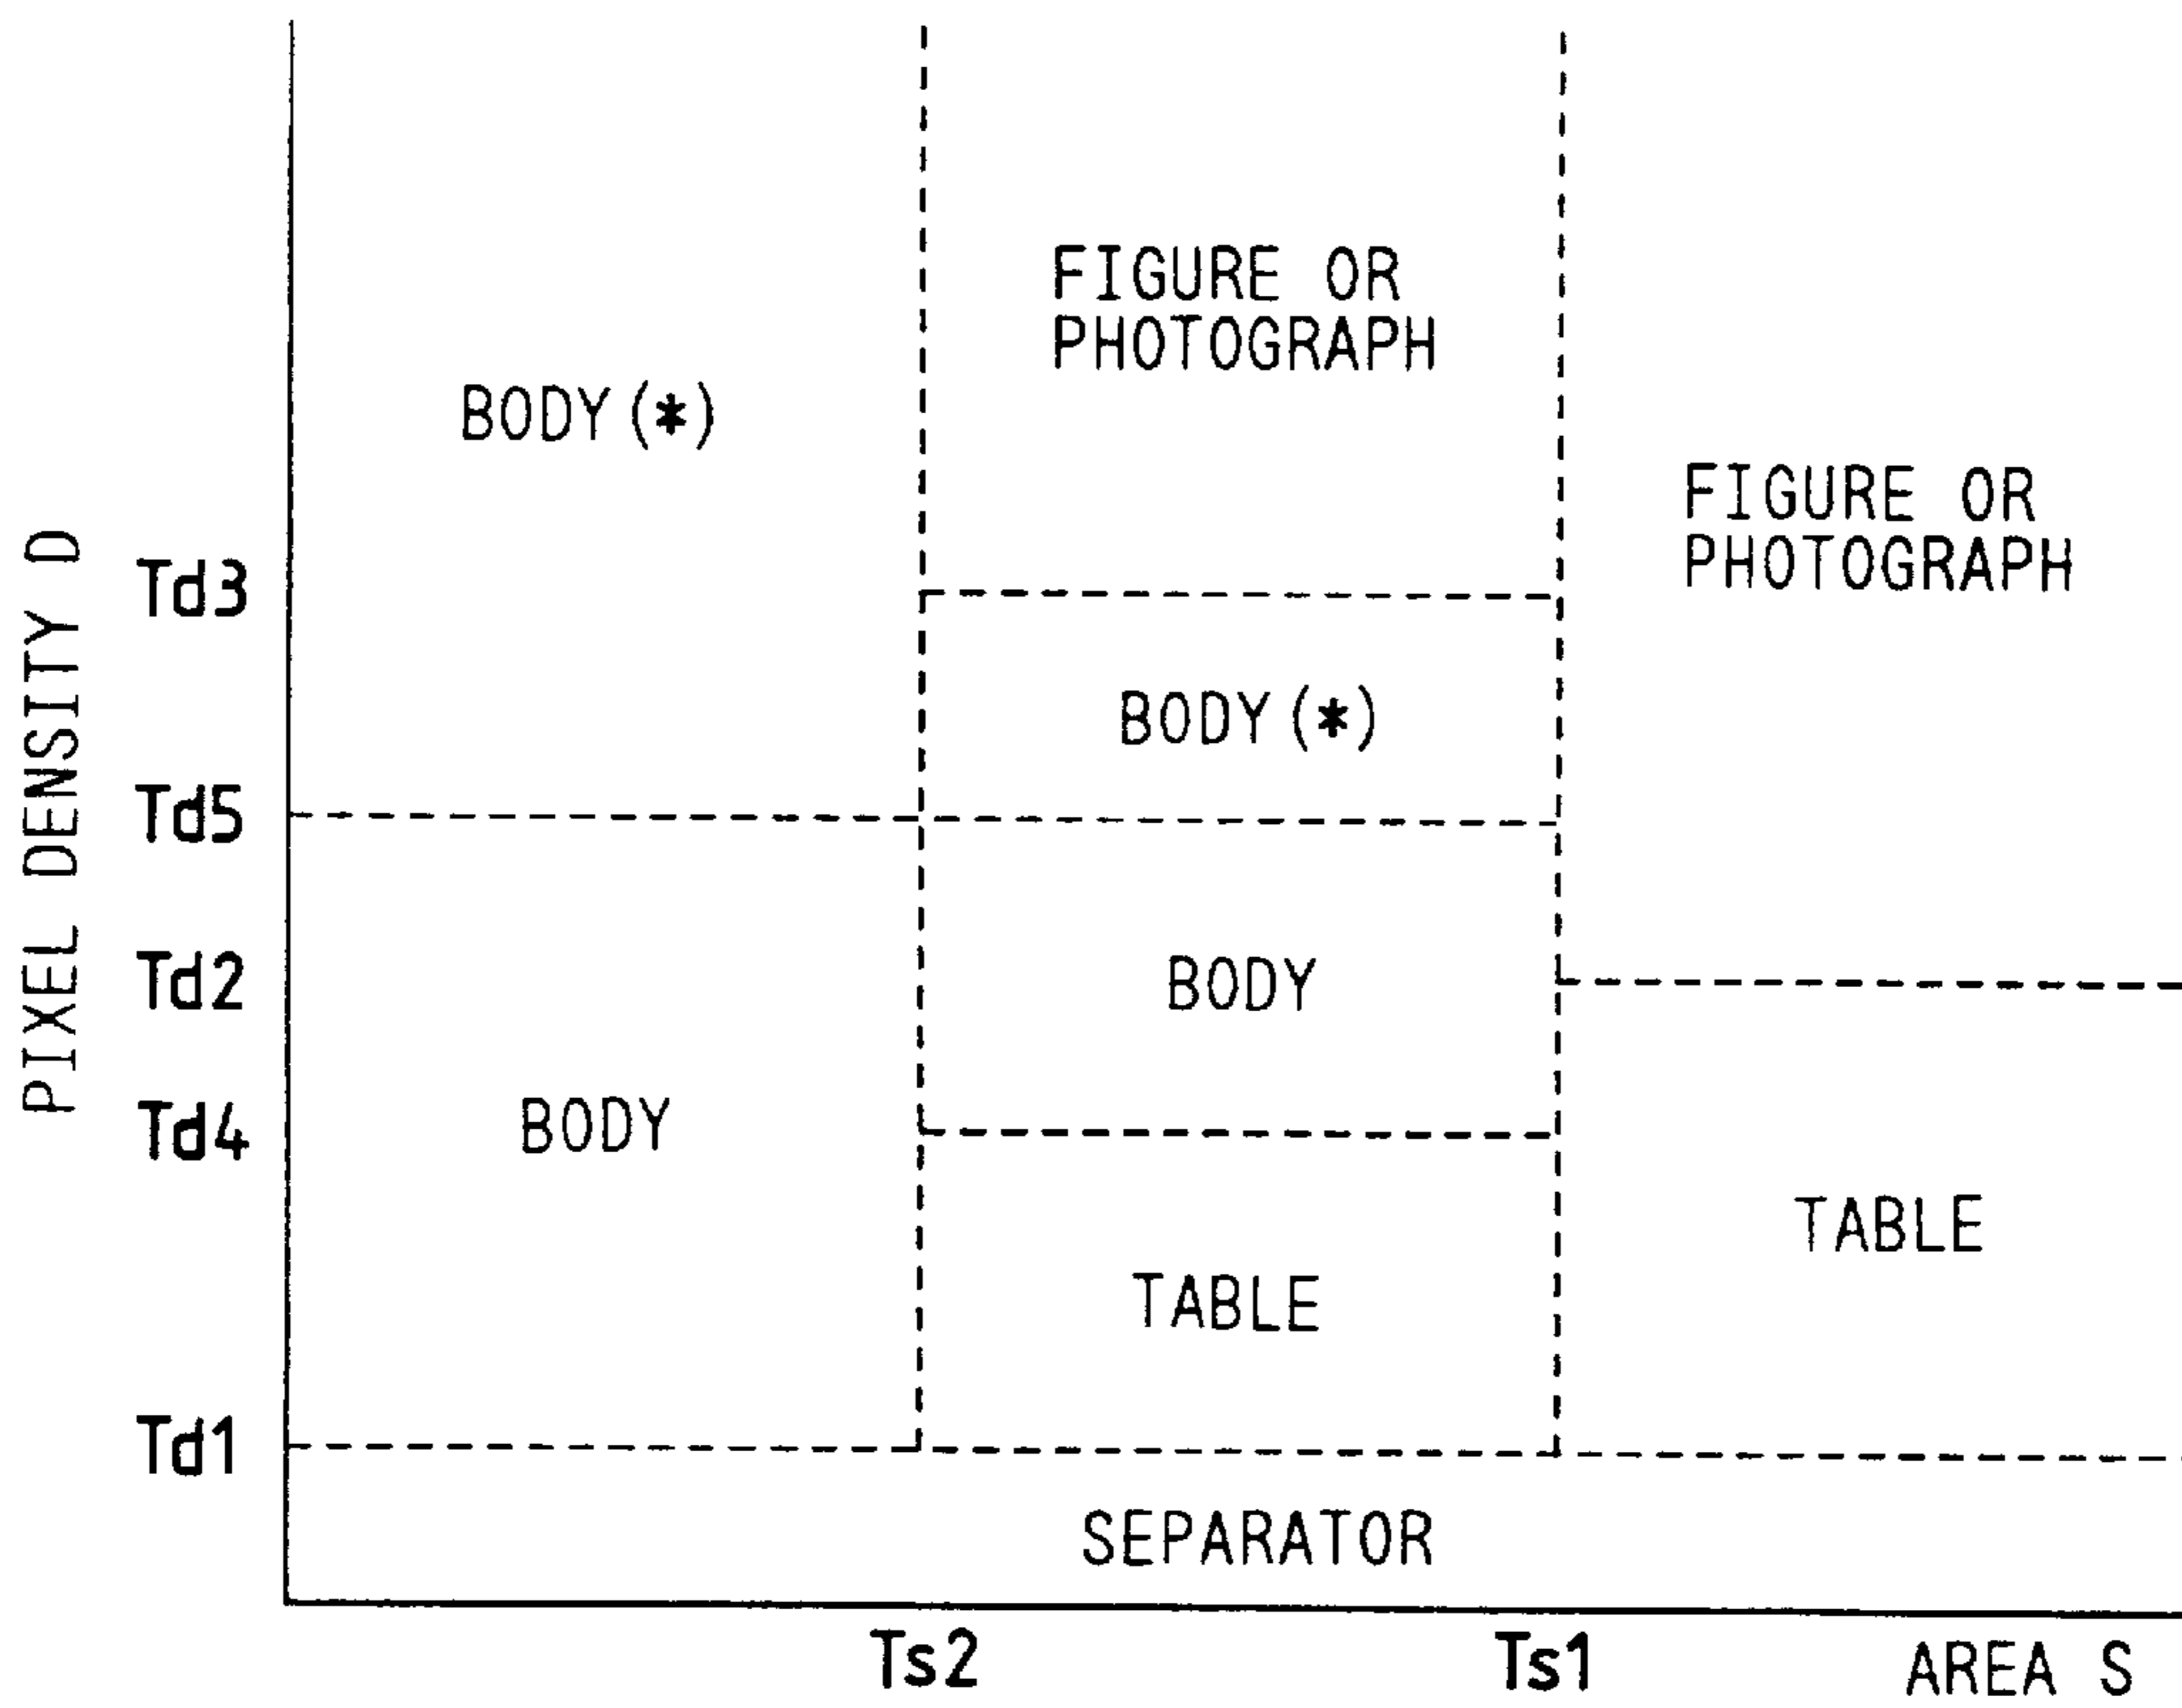 FIGURE OR
PHOTOGRAPH
BODY(*)
FIGURE OR
PHOTOGRAPH
PIXEL DENSITY D
Td3
BODY(*)
Td5
Td2
BODY
Td4
BODY
TABLE
TABLE
Td1
SEPARATOR
Ts2
Ts1
AREA S